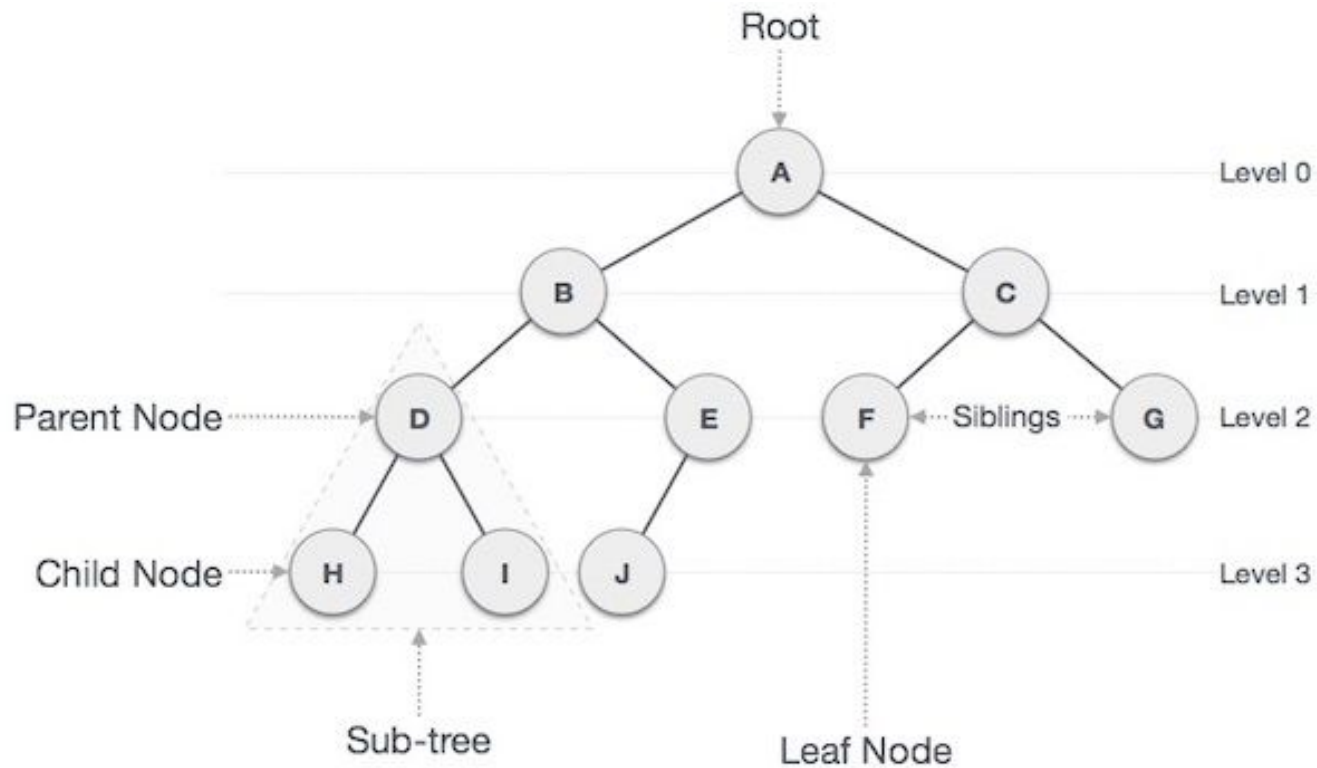 Root
A
Level 0
B
C
Level 1
Parent Node
D
E
F
Siblings
G
Level 2
Child Node
H
I
J
Level 3
Sub-tree
Leaf Node